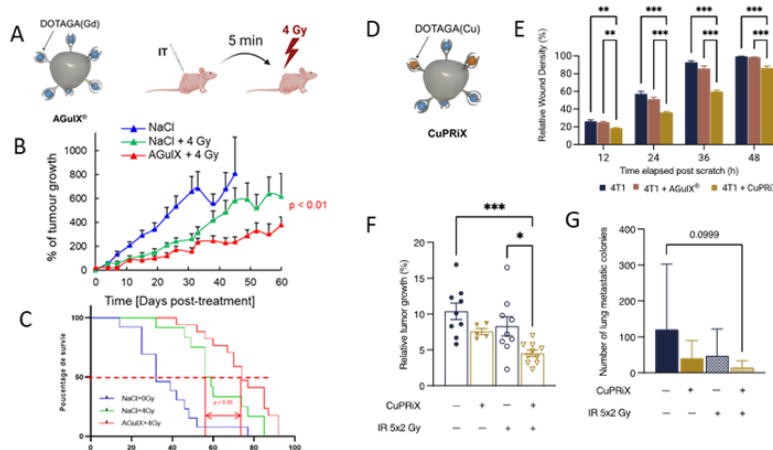 A
DOTAGA(Gd)
AGuIX®
IT
5 min
4 Gy
B
NaCl
NaCl + 4 Gy
AGuIX + 4 Gy
p < 0.01
% of tumour growth
1000
800
600
400
200
0
0 10 20 30 40 50 60
Time [Days post-treatment]
C
Poucentage de survie
100
50
0
p < 0.05
NaCl+0Gy
NaCl+4Gy
AGuIX+4Gy
0 20 40 60 80 100
D
DOTAGA(Cu)
CuPRiX
E
Relative Wound Density (%)
100
80
60
40
20
0
** *** *** ***
** *** *** ***
12 24 36 48
Time elapsed post scratch (h)
4T1 4T1 + AGuIX® 4T1 + CuPRiX
F
Relative tumor growth (%)
20
15
10
5
0
***
*
CuPRiX − + − +
IR 5x2 Gy − − + +
G
Number of lung metastatic colonies
400
300
200
100
0
0.0999
CuPRiX − + − +
IR 5x2 Gy − − + +